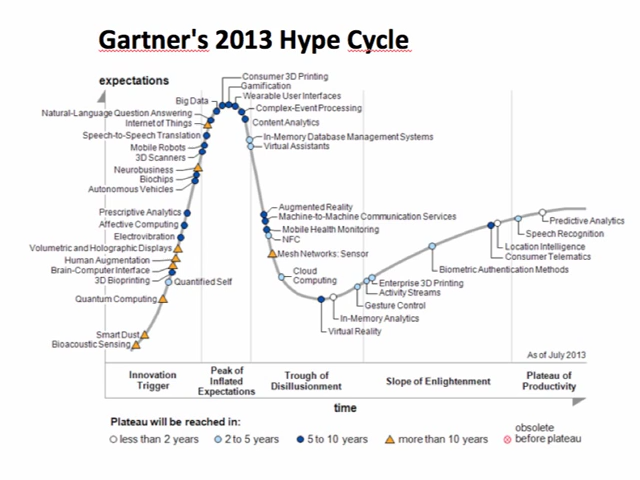 Gartner's 2013 Hype Cycle
expectations
Consumer 3D Printing
Gamification
Wearable User Interfaces
Big Data
Complex-Event Processing
Natural-Language Question Answering
Content Analytics
Internet of Things
Speech-to-Speech Translation
In-Memory Database Management Systems
Mobile Robots
Virtual Assistants
3D Scanners
Neurobusiness
Biochips
Autonomous Vehicles
Augmented Reality
Prescriptive Analytics
Machine-to-Machine Communication Services
Predictive Analytics
Affective Computing
Mobile Health Monitoring
Speech Recognition
Electrovibration
NFC
Location Intelligence
Volumetric and Holographic Displays
Mesh Networks: Sensor
Consumer Telematics
Human Augmentation
Biometric Authentication Methods
Brain-Computer Interface
Cloud
Computing
3D Bioprinting
Quantified Self
Enterprise 3D Printing
Activity Streams
Quantum Computing
Gesture Control
In-Memory Analytics
Virtual Reality
Smart Dust
Bioacoustic Sensing
As of July 2013
Innovation
Trigger
Peak of
Inflated
Expectations
Trough of
Disillusionment
Slope of Enlightenment
Plateau of
Productivity
time
Plateau will be reached in:
less than 2 years
2 to 5 years
5 to 10 years
more than 10 years
obsolete
before plateau